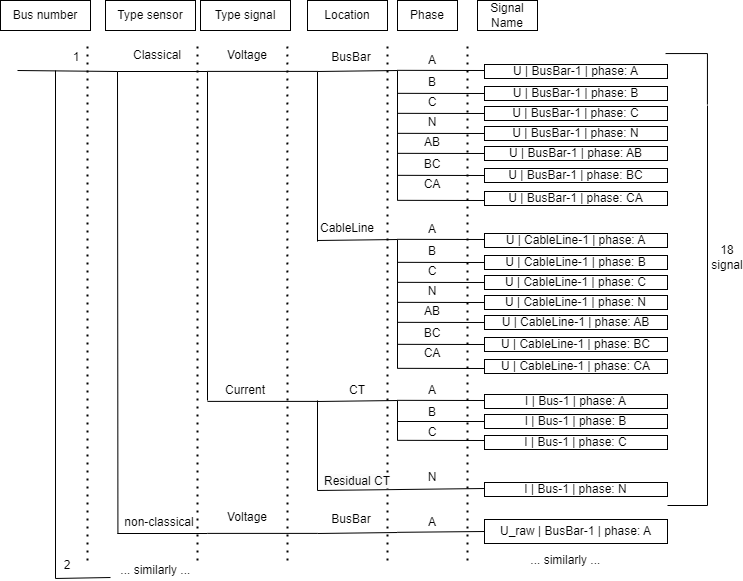 Bus number
Type sensor
Type signal
Location
Phase
Signal
Name
1
Classical
Voltage
BusBar
A
U | BusBar-1 | phase: A
B
U | BusBar-1 | phase: B
C
U | BusBar-1 | phase: C
N
U | BusBar-1 | phase: N
AB
U | BusBar-1 | phase: AB
BC
U | BusBar-1 | phase: BC
CA
U | BusBar-1 | phase: CA
CableLine
A
U | CableLine-1 | phase: A
B
U | CableLine-1 | phase: B
C
U | CableLine-1 | phase: C
N
U | CableLine-1 | phase: N
AB
U | CableLine-1 | phase: AB
BC
U | CableLine-1 | phase: BC
CA
U | CableLine-1 | phase: CA
18
signal
Current
CT
A
I | Bus-1 | phase: A
B
I | Bus-1 | phase: B
C
I | Bus-1 | phase: C
Residual CT
N
I | Bus-1 | phase: N
non-classical
Voltage
BusBar
A
U_raw | BusBar-1 | phase: A
2
... similarly ...
... similarly ...